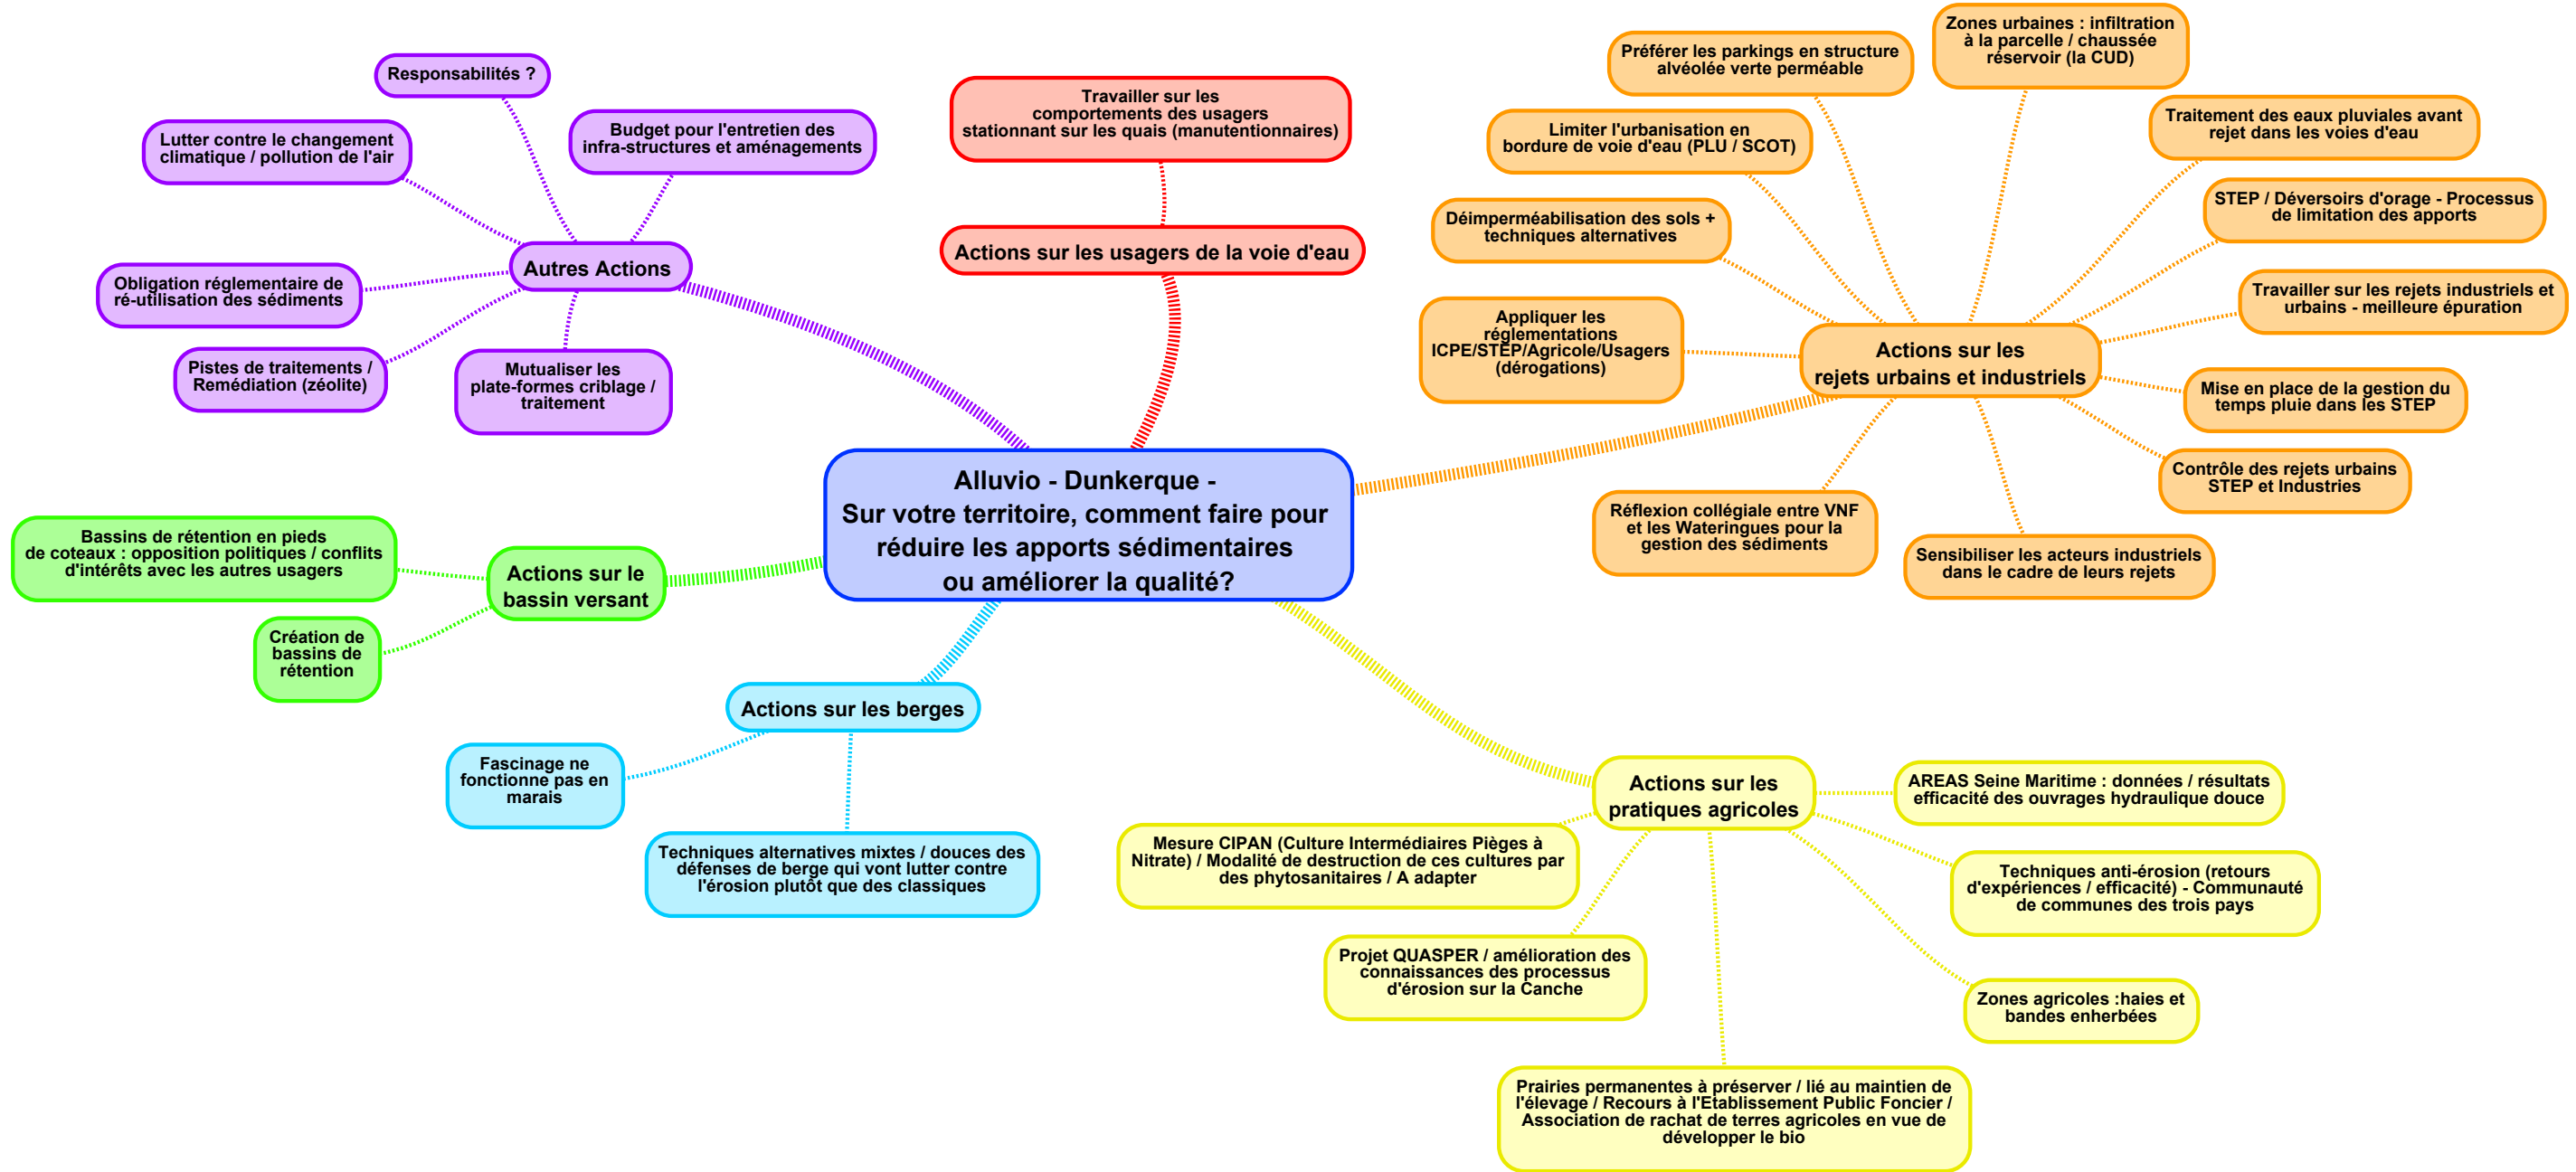 Alluvio - Dunkerque -
Sur votre territoire, comment faire pour
réduire les apports sédimentaires
ou améliorer la qualité?
Autres Actions
Responsabilités ?
Lutter contre le changement
climatique / pollution de l'air
Budget pour l'entretien des
infra-structures et aménagements
Obligation réglementaire de
ré-utilisation des sédiments
Pistes de traitements /
Remédiation (zéolite)
Mutualiser les
plate-formes criblage /
traitement
Travailler sur les
comportements des usagers
stationnant sur les quais (manutentionnaires)
Actions sur les usagers de la voie d'eau
Zones urbaines : infiltration
à la parcelle / chaussée
réservoir (la CUD)
Préférer les parkings en structure
alvéolée verte perméable
Limiter l'urbanisation en
bordure de voie d'eau (PLU / SCOT)
Traitement des eaux pluviales avant
rejet dans les voies d'eau
Déimperméabilisation des sols +
techniques alternatives
STEP / Déversoirs d'orage - Processus
de limitation des apports
Appliquer les
réglementations
ICPE/STEP/Agricole/Usagers
(dérogations)
Travailler sur les rejets industriels et
urbains - meilleure épuration
Actions sur les
rejets urbains et industriels
Mise en place de la gestion du
temps pluie dans les STEP
Contrôle des rejets urbains
STEP et Industries
Réflexion collégiale entre VNF
et les Wateringues pour la
gestion des sédiments
Sensibiliser les acteurs industriels
dans le cadre de leurs rejets
Bassins de rétention en pieds
de coteaux : opposition politiques / conflits
d'intérêts avec les autres usagers
Actions sur le
bassin versant
Création de
bassins de
rétention
Actions sur les berges
Fascinage ne
fonctionne pas en
marais
Techniques alternatives mixtes / douces des
défenses de berge qui vont lutter contre
l'érosion plutôt que des classiques
Actions sur les
pratiques agricoles
AREAS Seine Maritime : données / résultats
efficacité des ouvrages hydraulique douce
Mesure CIPAN (Culture Intermédiaires Pièges à
Nitrate) / Modalité de destruction de ces cultures par
des phytosanitaires / A adapter
Techniques anti-érosion (retours
d'expériences / efficacité) - Communauté
de communes des trois pays
Projet QUASPER / amélioration des
connaissances des processus
d'érosion sur la Canche
Zones agricoles :haies et
bandes enherbées
Prairies permanentes à préserver / lié au maintien de
l'élevage / Recours à l'Etablissement Public Foncier /
Association de rachat de terres agricoles en vue de
développer le bio